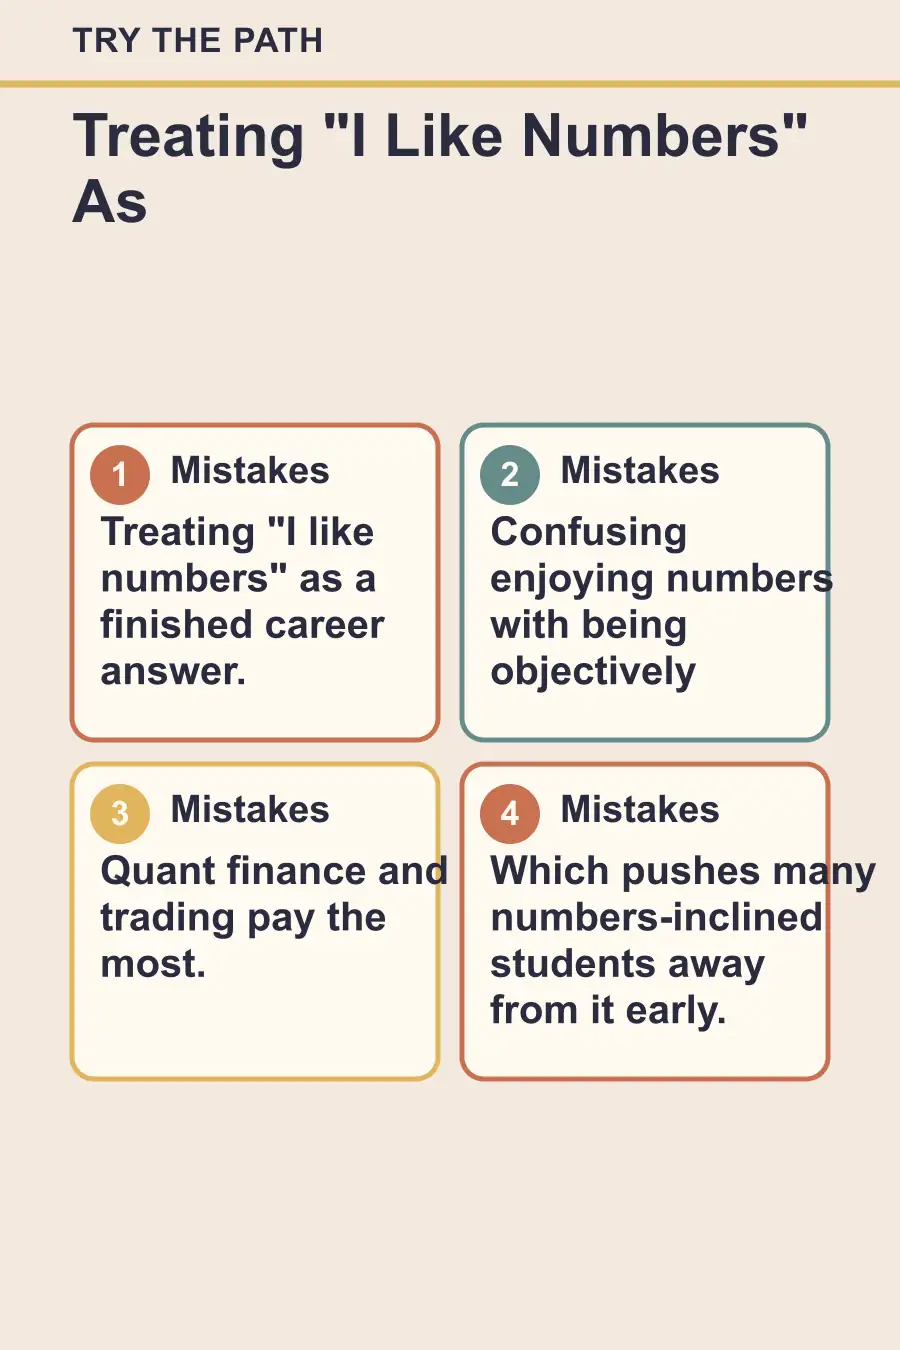 TRY THE PATH
Treating "I Like Numbers"
As
1 Mistakes
Treating "I like
numbers" as a
finished career
answer.
2 Mistakes
Confusing
enjoying numbers
with being
objectively
3 Mistakes
Quant finance and
trading pay the
most.
4 Mistakes
Which pushes many
numbers-inclined
students away
from it early.